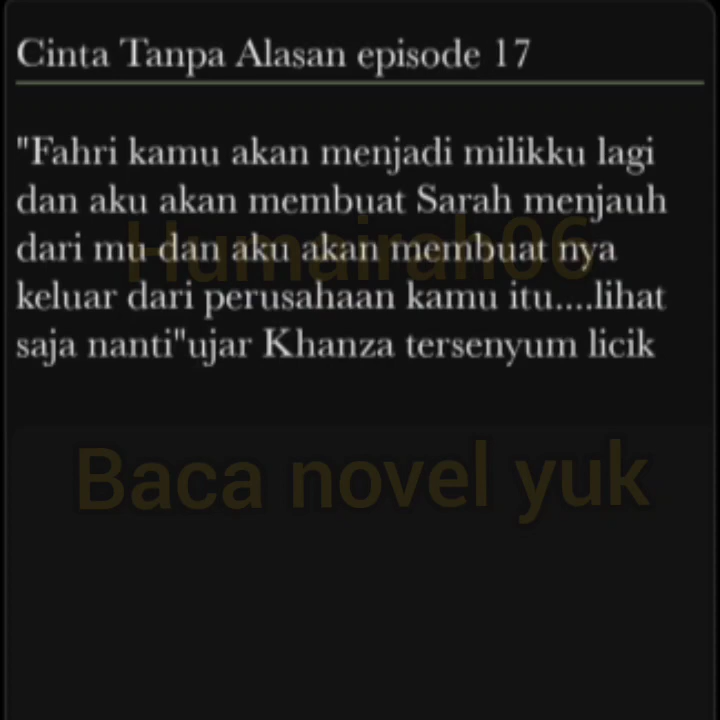 Cinta Tanpa Alasan episode 17
"Fahri kamu akan menjadi milikku lagi
dan aku akan membuat Sarah menjauh
dari mu dan aku akan membuat nya
Humairah06
keluar dari perusahaan kamu itu....lihat
saja nanti"ujar Khanza tersenyum licik
Baca novel yuk